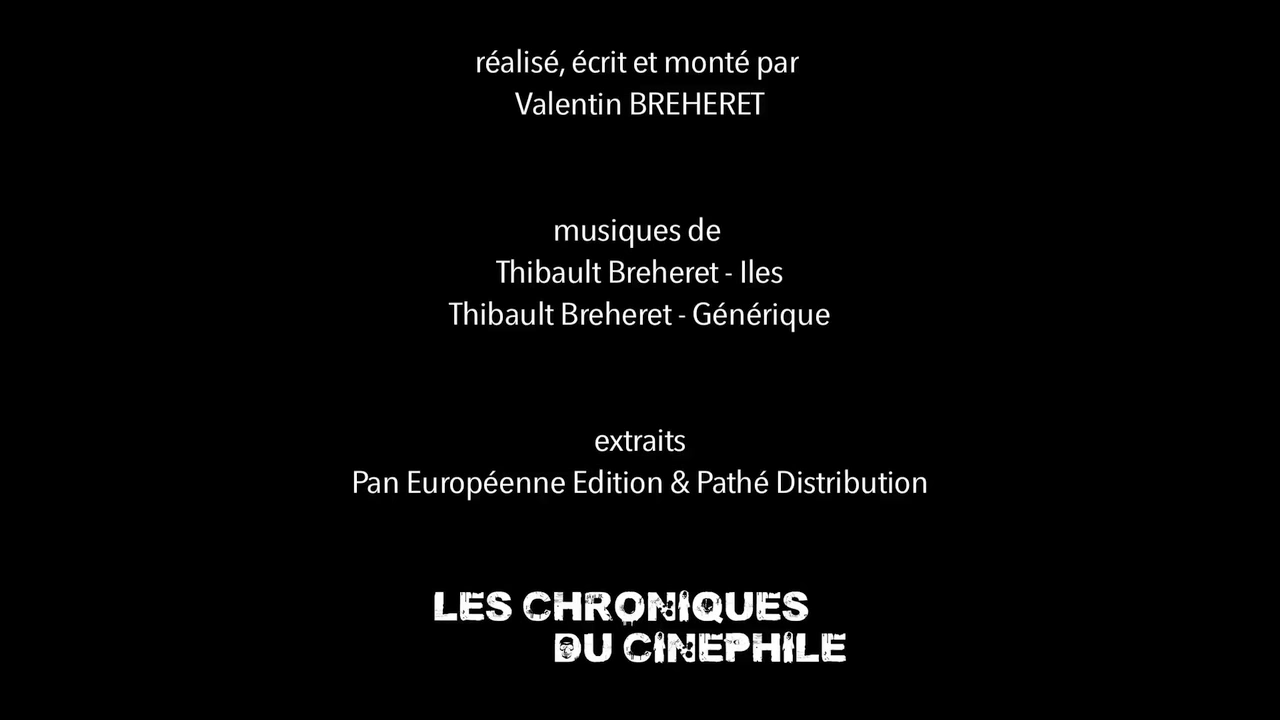 réalisé, écrit et monté par
Valentin BREHERET
musiques de
Thibault Breheret - Iles
Thibault Breheret - Générique
extraits
Pan Européenne Edition & Pathé Distribution
LES CHRONIQUES
DU CINEPHILE